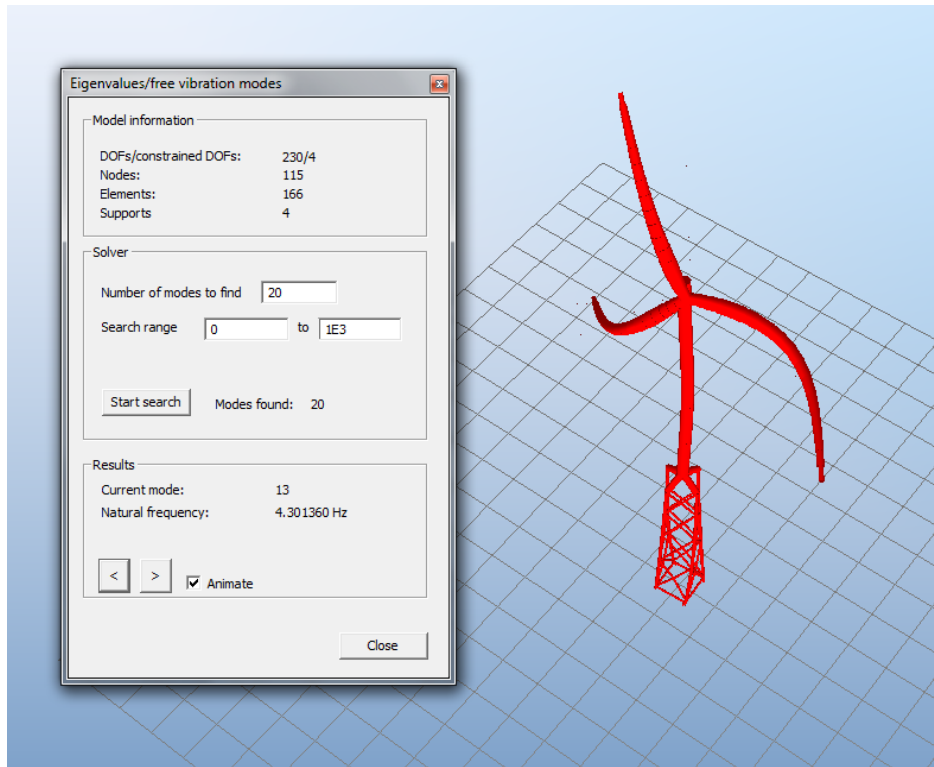 Eigenvalues/free vibration modes
Model information
DOFs/constrained DOFs: 230/4
Nodes: 115
Elements: 166
Supports 4
Solver
Number of modes to find 20
Search range 0 to 1E3
Start search Modes found: 20
Results
Current mode: 13
Natural frequency: 4.301360 Hz
< > Animate
Close